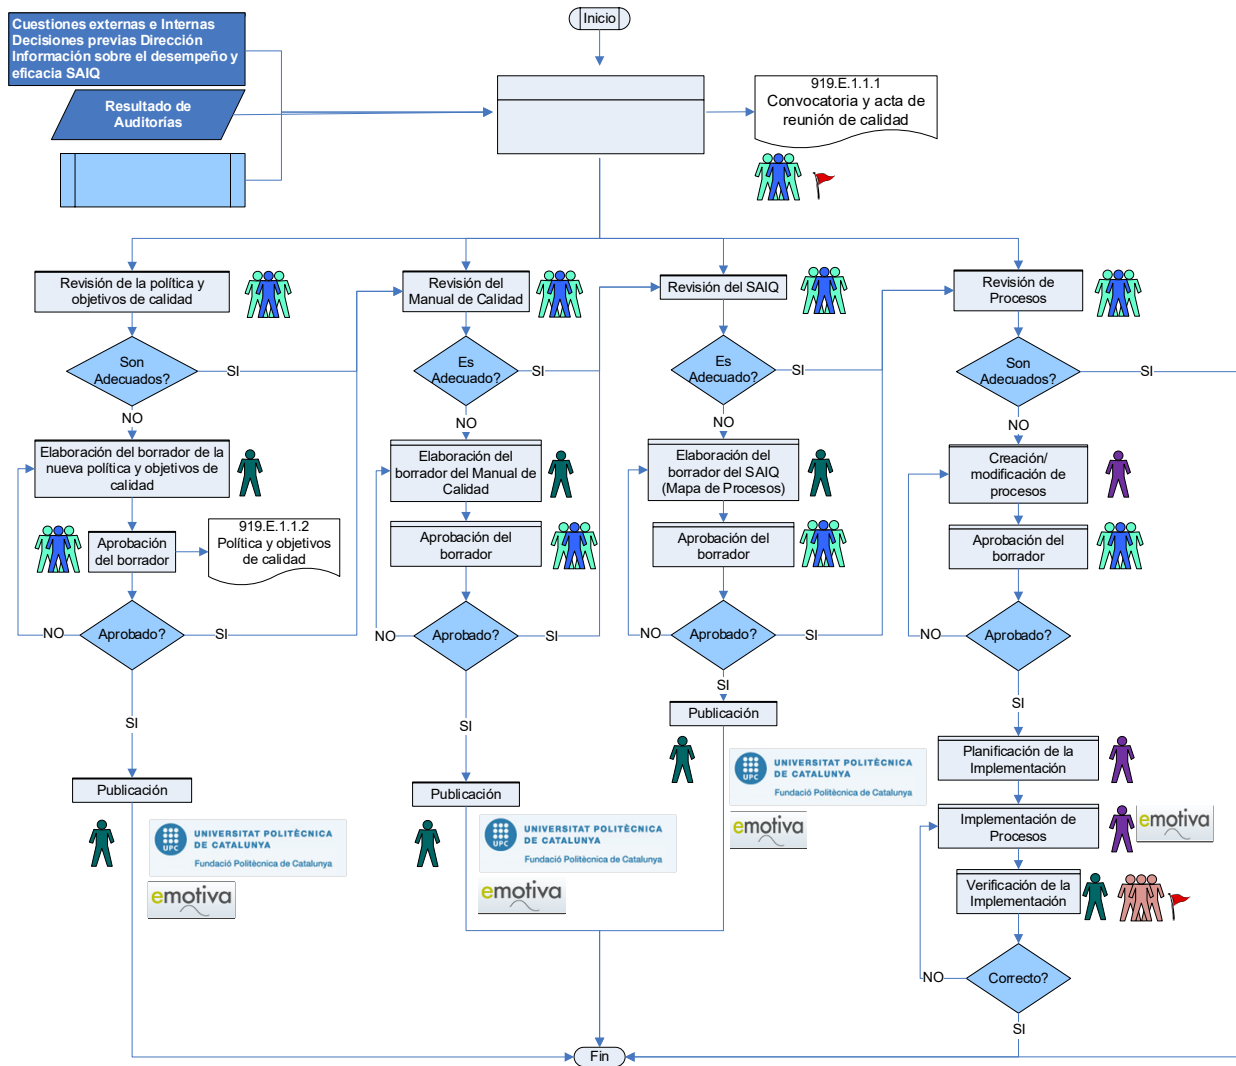 Inicio
Cuestiones externas e Internas
Decisiones previas Dirección
Información sobre el desempeño y
eficacia SAIQ
Resultado de
Auditorías
919.E.1.1.1
Convocatoria y acta de
reunión de calidad
Revisión de la política y
objetivos de calidad
Revisión del
Manual de Calidad
Revisión del SAIQ
Revisión de
Procesos
Son
Adecuados?
SI
Es
Adecuado?
SI
Es
Adecuado?
SI
Son
Adecuados?
SI
NO
NO
NO
NO
Elaboración del borrador de la
nueva política y objetivos de
calidad
Elaboración del
borrador del Manual de
Calidad
Elaboración del
borrador del SAIQ
(Mapa de Procesos)
Creación/
modificación de
procesos
Aprobación
del borrador
919.E.1.1.2
Política y objetivos
de calidad
Aprobación del
borrador
Aprobación del
borrador
Aprobación del
borrador
NO
Aprobado?
SI
NO
Aprobado?
SI
NO
Aprobado?
SI
NO
Aprobado?
SI
SI
SI
Publicación
Planificación de la
Implementación
UPC
UNIVERSITAT POLITÈCNICA
DE CATALUNYA
Fundació Politècnica de Catalunya
emotiva
Publicación
UPC
UNIVERSITAT POLITÈCNICA
DE CATALUNYA
Fundació Politècnica de Catalunya
emotiva
Publicación
UPC
UNIVERSITAT POLITÈCNICA
DE CATALUNYA
Fundació Politècnica de Catalunya
emotiva
Implementación de
Procesos
emotiva
Verificación de la
Implementación
NO
Correcto?
SI
Fin